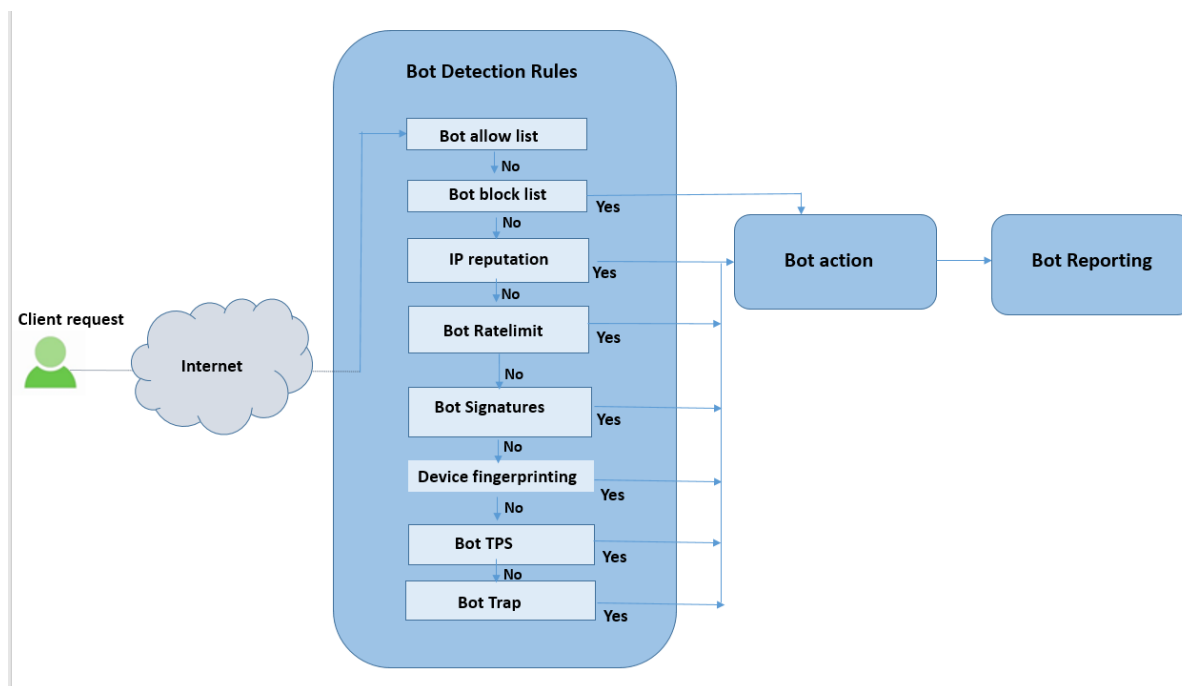 Bot Detection Rules
Bot allow list
No
Bot block list
Yes
No
IP reputation
Yes
No
Bot Ratelimit
Yes
No
Bot Signatures
Yes
No
Device fingerprinting
Yes
No
Bot TPS
Yes
No
Bot Trap
Yes
Client request
Internet
Bot action
Bot Reporting